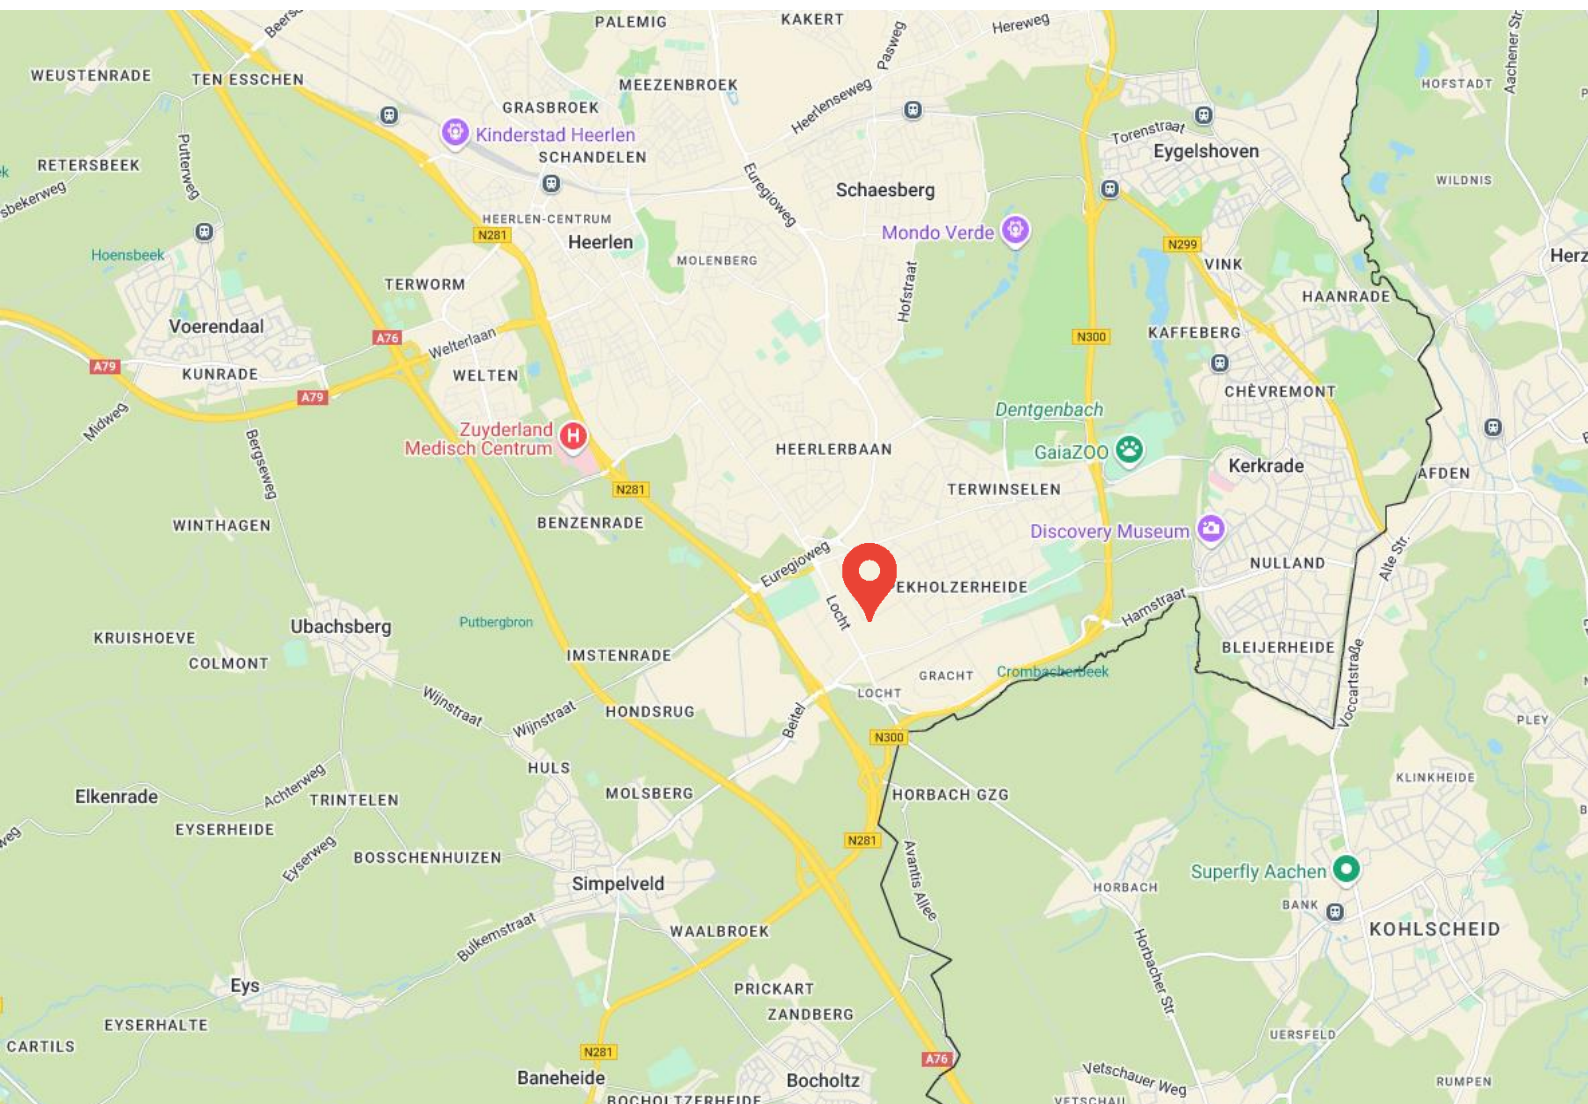 PALEMIG
KAKERT
Hereweg
Pasweg
Aachener Str.
WEUSTENRADE
TEN ESSCHEN
MEEZENBROEK
HOFSTADT
GRASBROEK
Heerlenseweg
Kinderstad Heerlen
Torenstraat
Putterweg
SCHANDELEN
Eygelshoven
RETERSBEEK
Euregioweg
Schaesberg
WILDNIS
HEERLEN-CENTRUM
N281
Heerlen
Mondo Verde
N299
Hoensbeek
MOLENBERG
VINK
TERWORM
Hofstraat
HAANRADE
Voerendaal
A76
Welterlaan
N300
KAFFEBERG
A79
KUNRADE
WELTEN
A79
CHÈVREMONT
Midweg
Dentgenbach
Zuyderland
Medisch Centrum
HEERLERBAAN
GaiaZOO
Bergseweg
Kerkrade
AFDEN
N281
TERWINSELEN
WINTHAGEN
BENZENRADE
Discovery Museum
Euregioweg
NULLAND
Alte Str.
EKHOLZERHEIDE
Locht
Hamstraat
Ubachsberg
Putbergbron
KRUISHOEVE
COLMONT
IMSTENRADE
BLEIJERHEIDE
GRACHT
Crombacherbeek
Voccartstraße
LOCHT
Wijnstraat
Wijnstraat
HONDSRUG
Beitel
PLEY
N300
HULS
KLINKHEIDE
Elkenrade
Achterweg
TRINTELEN
MOLSBERG
HORBACH GZG
EYSERHEIDE
N281
Eyserweg
BOSSCHENHUIZEN
Avantis Allee
Superfly Aachen
Simpelveld
HORBACH
BANK
Bulkemstraat
WAALBROEK
KOHLSCHEID
Horbacher Str.
Eys
PRICKART
ZANDBERG
EYSERHALTE
UERSFELD
CARTILS
N281
A76
Baneheide
Bocholtz
Vetschauer Weg
RUMPEN
BOCHOLTZERHEIDE
VETSCHAU